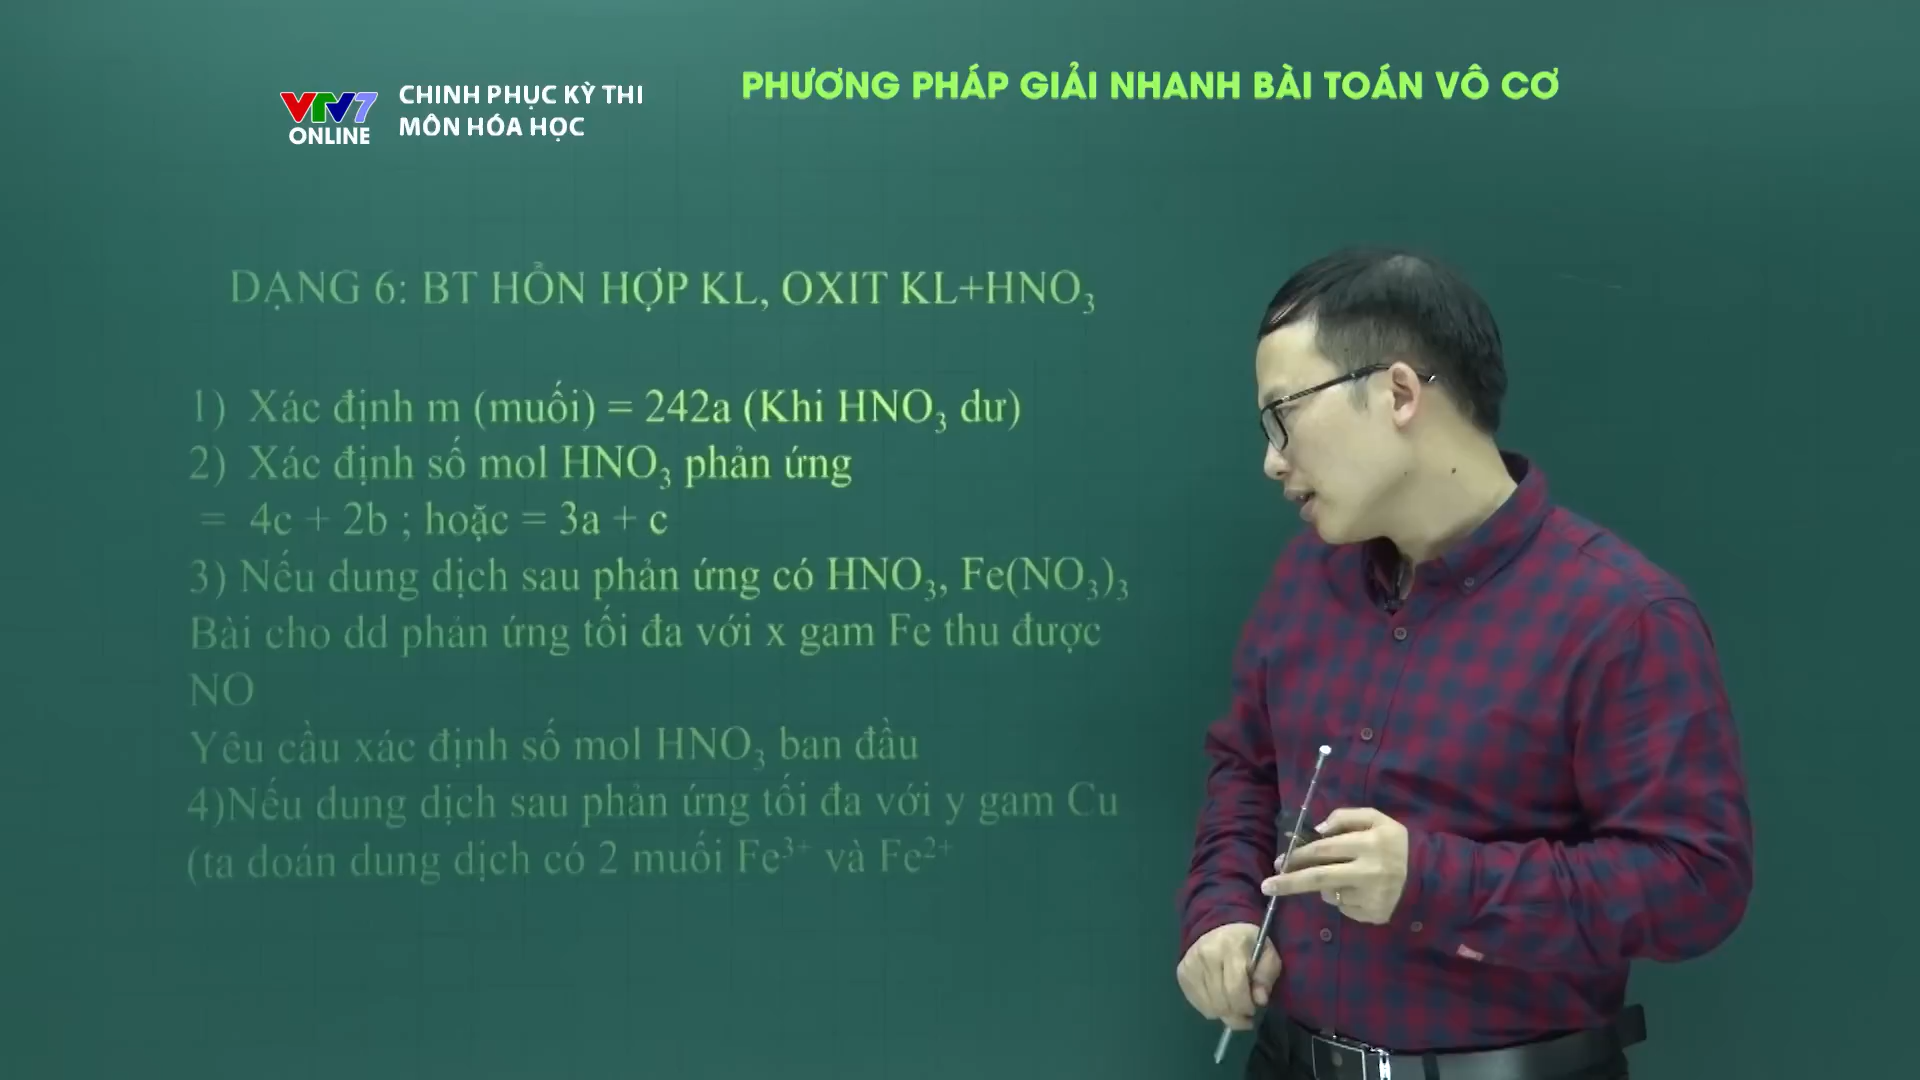 VTV7
ONLINE
CHINH PHỤC KỲ THI
MÔN HÓA HỌC
PHƯƠNG PHÁP GIẢI NHANH BÀI TOÁN VÔ CƠ
DẠNG 6: BT HỖN HỢP KL, OXIT KL+HNO₃
1) Xác định m (muối) = 242a (Khi HNO₃ dư)
2) Xác định số mol HNO₃ phản ứng
= 4c + 2b ; hoặc = 3a + c
3) Nếu dung dịch sau phản ứng có HNO₃, Fe(NO₃)₃
Bài cho dd phản ứng tối đa với x gam Fe thu được
NO
Yêu cầu xác định số mol HNO₃ ban đầu
4)Nếu dung dịch sau phản ứng tối đa với y gam Cu
(ta đoán dung dịch có 2 muối Fe³⁺ và Fe²⁺